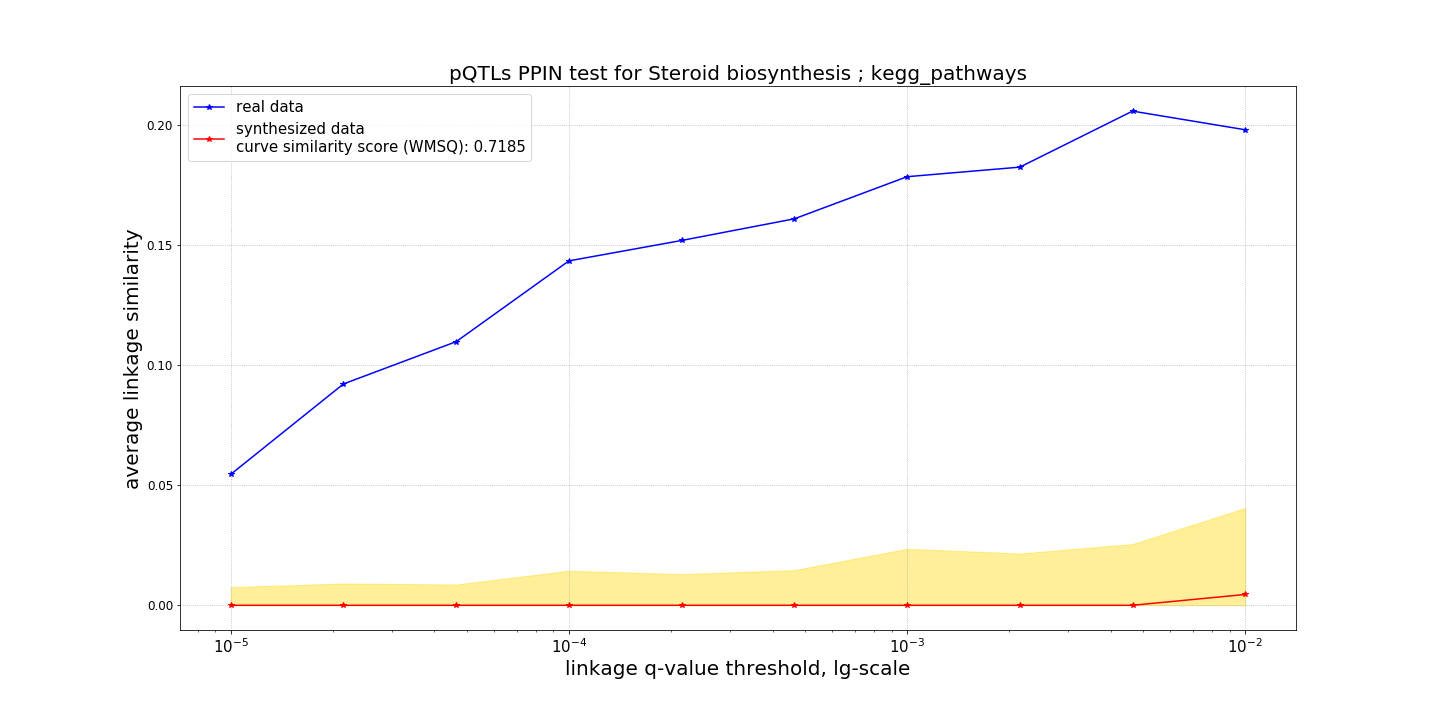 pQTLs PPIN test for Steroid biosynthesis ; kegg_pathways
real data
synthesized data
curve similarity score (WMSQ): 0.7185
average linkage similarity
0.20
0.15
0.10
0.05
0.00
10⁻⁵ 10⁻⁴ 10⁻³ 10⁻²
linkage q-value threshold, lg-scale